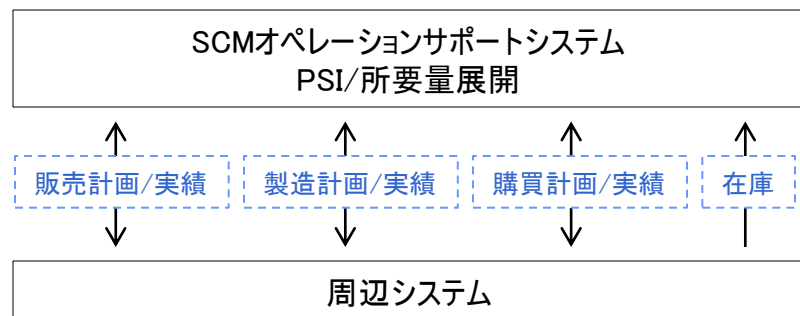 SCMオペレーションサポートシステム
PSI/所要量展開
販売計画/実績
製造計画/実績
購買計画/実績
在庫
周辺システム